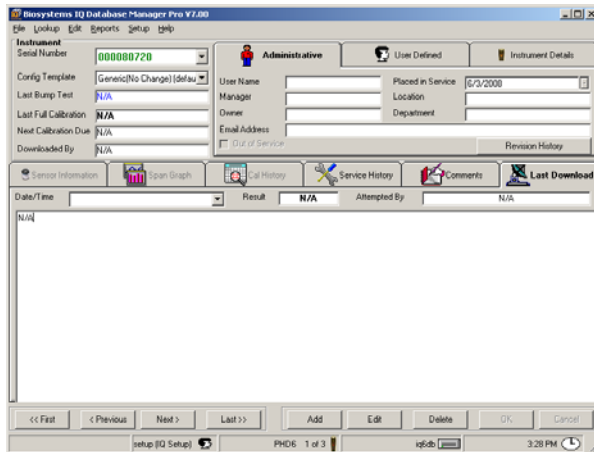 Biosystems IQ Database Manager Pro V7.00
File Lookup Edit Reports Setup Help
Instrument
Serial Number 000080720
Config Template Generic(No Change) (defau
Last Bump Test N/A
Last Full Calibration N/A
Next Calibration Due N/A
Downloaded By N/A
Administrative User Defined Instrument Details
User Name Placed in Service 6/3/2000
Manager Location
Owner Department
Email Address
Out of Service Revision History
Sensor Information Span Graph Cal History Service History Comments Last Download
Date/Time Result N/A Attempted By N/A
N/A
<< First < Previous Next > Last >> Add Edit Delete OK Cancel
setup (IQ Setup) PHD6 1 of 3 iq6db 3:28 PM